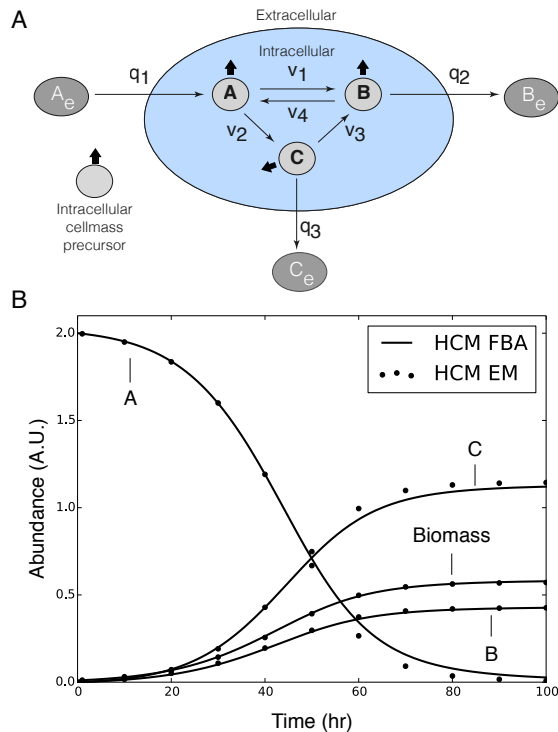 A
Extracellular
Intracellular
q1
A
v1
B
q2
Ae
Be
v4
v2
v3
C
Intracellular
cellmass
precursor
q3
Ce
B
2.0
1.5
1.0
0.5
0.0
0
20
40
60
80
100
Abundance (A.U.)
Time (hr)
HCM FBA
HCM EM
A
C
Biomass
B